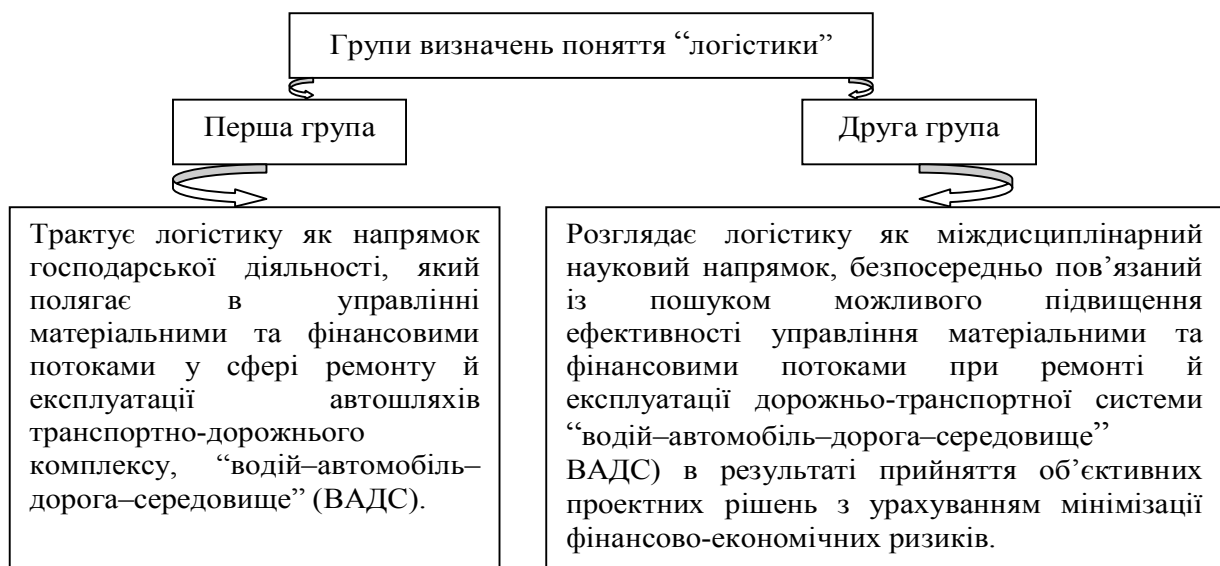 Групи визначень поняття “логістики”
Перша група
Друга група
Трактує логістику як напрямок
господарської діяльності, який
полягає в управлінні
матеріальними та фінансовими
потоками у сфері ремонту й
експлуатації автошляхів
транспортно-дорожнього
комплексу, “водій–автомобіль–
дорога–середовище” (ВАДС).
Розглядає логістику як міждисциплінарний
науковий напрямок, безпосередньо пов’язаний
із пошуком можливого підвищення
ефективності управління матеріальними та
фінансовими потоками при ремонті й
експлуатації дорожньо-транспортної системи
“водій–автомобіль–дорога–середовище”
ВАДС) в результаті прийняття об’єктивних
проектних рішень з урахуванням мінімізації
фінансово-економічних ризиків.